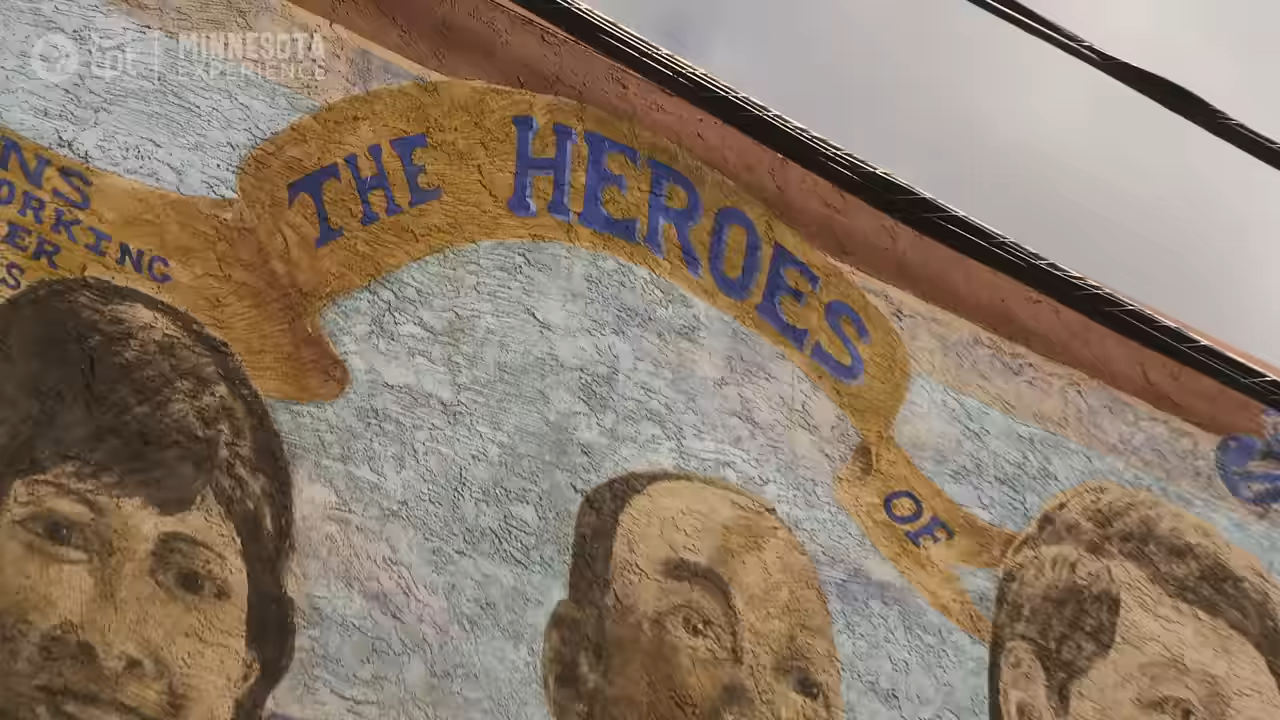 MINNESOTA
EXPERIENCE
THE HEROES
OF
NS
ORKING
ER
S